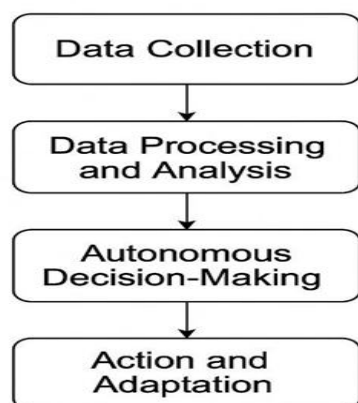 Data Collection
Data Processing
and Analysis
Autonomous
Decision-Making
Action and
Adaptation